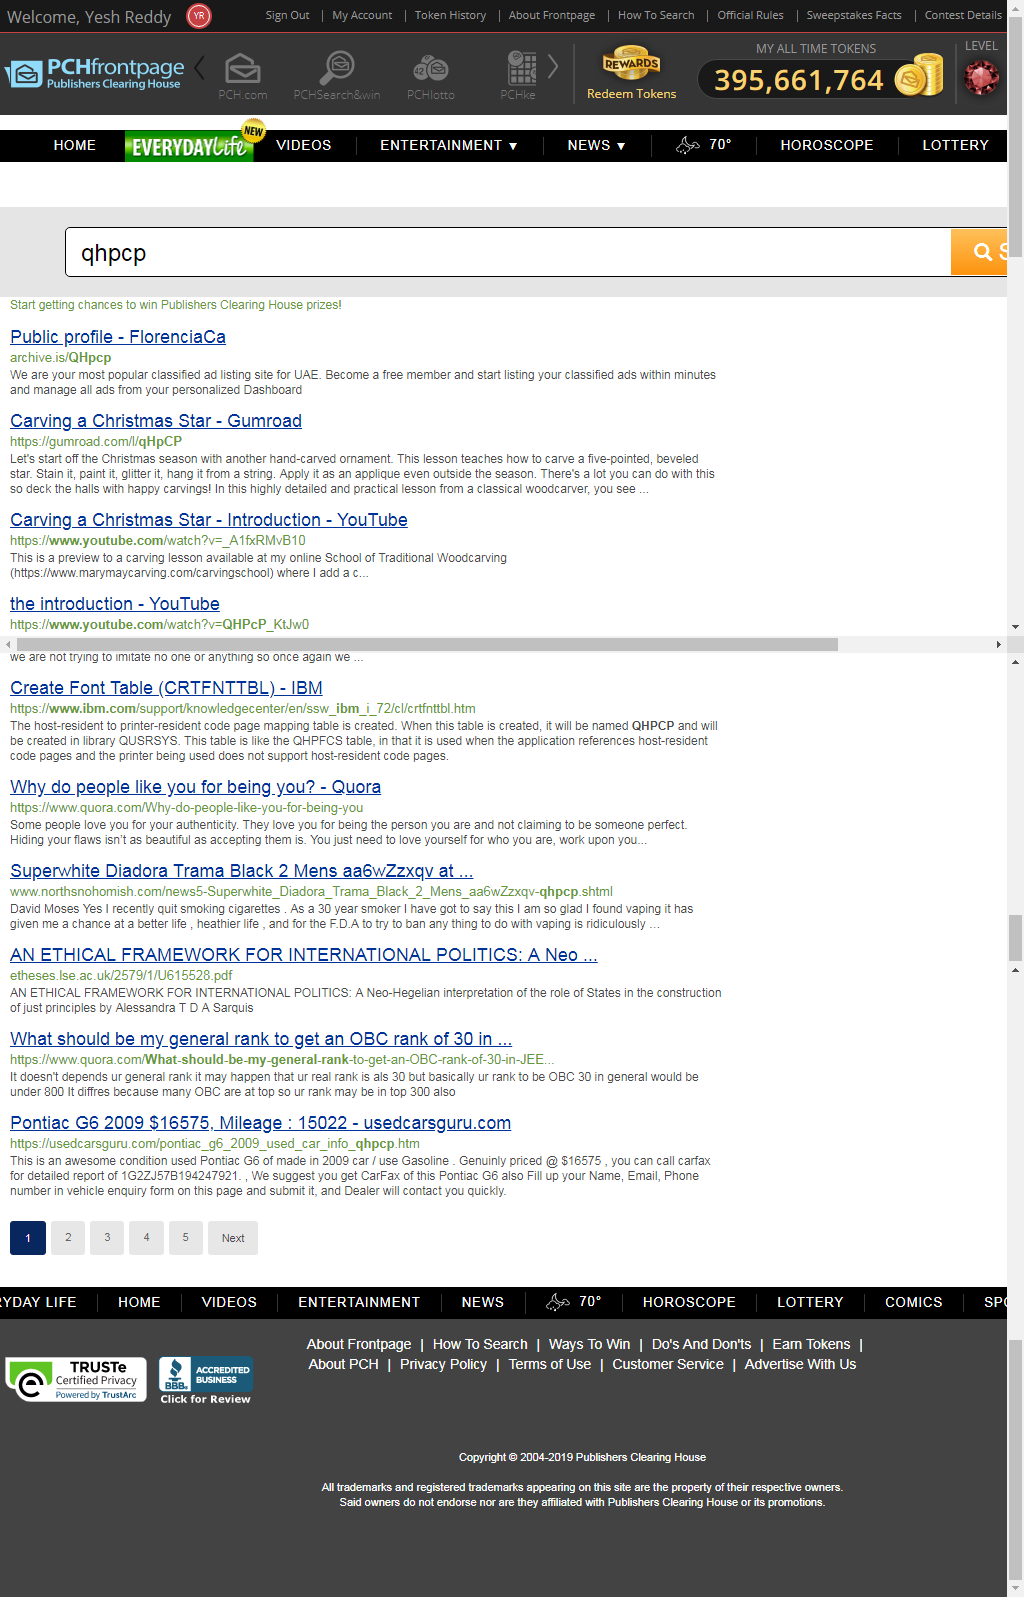 Welcome, Yesh Reddy YR Sign Out | My Account | Token History | About Frontpage | How To Search | Official Rules | Sweepstakes Facts | Contest Details
PCHfrontpage
Publishers Clearing House
PCH.com PCHSearch&win PCHlotto PCHke
REWARDS
Redeem Tokens
MY ALL TIME TOKENS
395,661,764
LEVEL
HOME EVERYDAY Life NEW VIDEOS ENTERTAINMENT ▼ NEWS ▼ 70° HOROSCOPE LOTTERY
qhpcp S
Start getting chances to win Publishers Clearing House prizes!
Public profile - FlorenciaCa
archive.is/QHpcp
We are your most popular classified ad listing site for UAE. Become a free member and start listing your classified ads within minutes
and manage all ads from your personalized Dashboard
Carving a Christmas Star - Gumroad
https://gumroad.com/l/qHpCP
Let's start off the Christmas season with another hand-carved ornament. This lesson teaches how to carve a five-pointed, beveled
star. Stain it, paint it, glitter it, hang it from a string. Apply it as an applique even outside the season. There's a lot you can do with this
so deck the halls with happy carvings! In this highly detailed and practical lesson from a classical woodcarver, you see ...
Carving a Christmas Star - Introduction - YouTube
https://www.youtube.com/watch?v=_A1fxRMvB10
This is a preview to a carving lesson available at my online School of Traditional Woodcarving
(https://www.marymaycarving.com/carvingschool) where I add a c...
the introduction - YouTube
https://www.youtube.com/watch?v=QHPcP_KtJw0
we are not trying to imitate no one or anything so once again we ...
Create Font Table (CRTFNTTBL) - IBM
https://www.ibm.com/support/knowledgecenter/en/ssw_ibm_i_72/cl/crtfnttbl.htm
The host-resident to printer-resident code page mapping table is created. When this table is created, it will be named QHPCP and will
be created in library QUSRSYS. This table is like the QHPFCS table, in that it is used when the application references host-resident
code pages and the printer being used does not support host-resident code pages.
Why do people like you for being you? - Quora
https://www.quora.com/Why-do-people-like-you-for-being-you
Some people love you for your authenticity. They love you for being the person you are and not claiming to be someone perfect.
Hiding your flaws isn't as beautiful as accepting them is. You just need to love yourself for who you are, work upon you...
Superwhite Diadora Trama Black 2 Mens aa6wZzxqv at ...
www.northsnohomish.com/news5-Superwhite_Diadora_Trama_Black_2_Mens_aa6wZzxqv-qhpcp.shtml
David Moses Yes I recently quit smoking cigarettes . As a 30 year smoker I have got to say this I am so glad I found vaping it has
given me a chance at a better life , heathier life , and for the F.D.A to try to ban any thing to do with vaping is ridiculously ...
AN ETHICAL FRAMEWORK FOR INTERNATIONAL POLITICS: A Neo ...
etheses.lse.ac.uk/2579/1/U615528.pdf
AN ETHICAL FRAMEWORK FOR INTERNATIONAL POLITICS: A Neo-Hegelian interpretation of the role of States in the construction
of just principles by Alessandra T D A Sarquis
What should be my general rank to get an OBC rank of 30 in ...
https://www.quora.com/What-should-be-my-general-rank-to-get-an-OBC-rank-of-30-in-JEE...
It doesn't depends ur general rank it may happen that ur real rank is als 30 but basically ur rank to be OBC 30 in general would be
under 800 It diffres because many OBC are at top so ur rank may be in top 300 also
Pontiac G6 2009 $16575, Mileage : 15022 - usedcarsguru.com
https://usedcarsguru.com/pontiac_g6_2009_used_car_info_qhpcp.htm
This is an awesome condition used Pontiac G6 of made in 2009 car / use Gasoline . Genuinly priced @ $16575 , you can call carfax
for detailed report of 1G2ZJ57B194247921. , We suggest you get CarFax of this Pontiac G6 also Fill up your Name, Email, Phone
number in vehicle enquiry form on this page and submit it, and Dealer will contact you quickly.
1 2 3 4 5 Next
RYDAY LIFE HOME VIDEOS ENTERTAINMENT NEWS 70° HOROSCOPE LOTTERY COMICS SPO
About Frontpage | How To Search | Ways To Win | Do's And Don'ts | Earn Tokens |
About PCH | Privacy Policy | Terms of Use | Customer Service | Advertise With Us
TRUSTe
Certified Privacy
Powered by TrustArc
BBB. ACCREDITED BUSINESS
Click for Review
Copyright © 2004-2019 Publishers Clearing House
All trademarks and registered trademarks appearing on this site are the property of their respective owners.
Said owners do not endorse nor are they affiliated with Publishers Clearing House or its promotions.